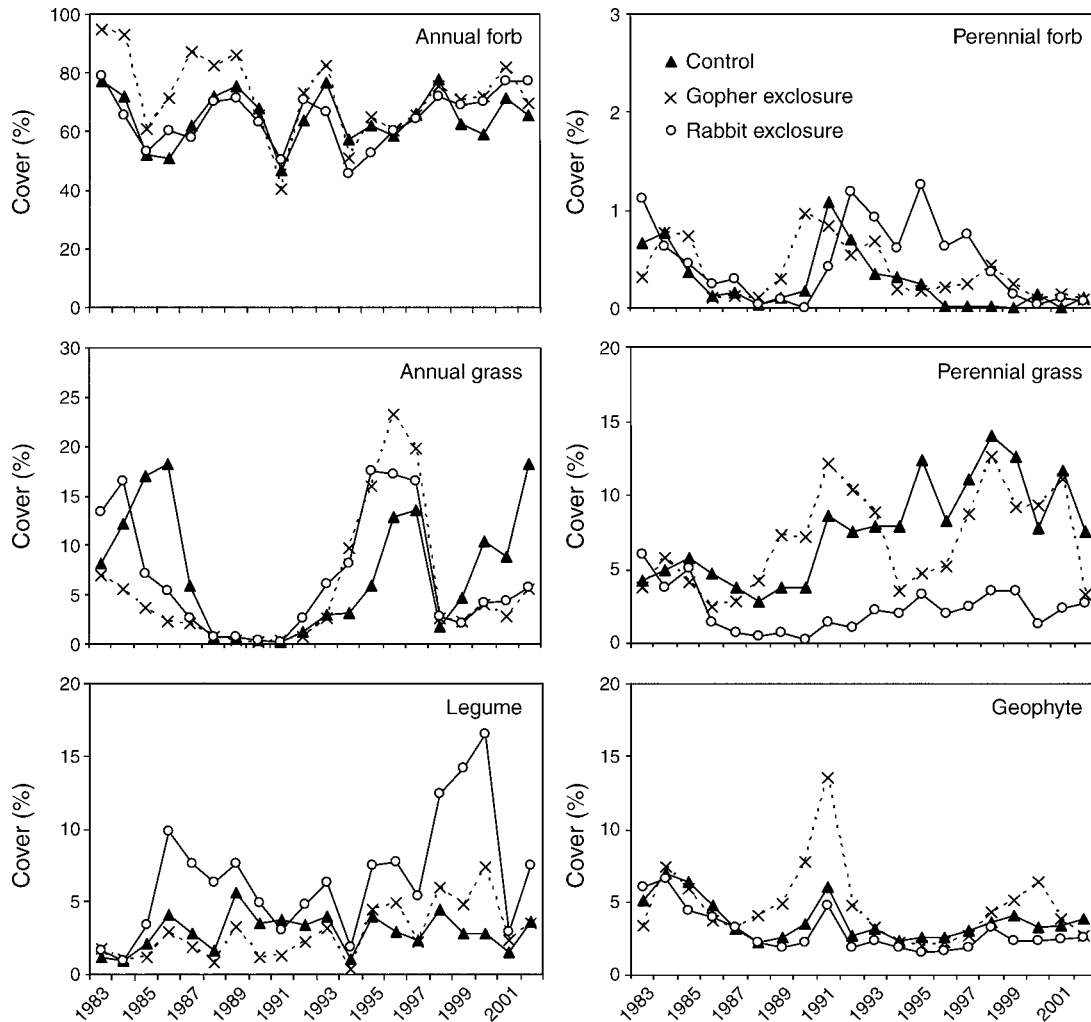 Annual forb
Cover (%)
100
80
60
40
20
0
Perennial forb
Control
Gopher exclosure
Rabbit exclosure
Cover (%)
3
2
1
0
Annual grass
Cover (%)
30
25
20
15
10
5
0
Perennial grass
Cover (%)
20
15
10
5
0
Legume
Cover (%)
20
15
10
5
0
1983 1985 1987 1989 1991 1993 1995 1997 1999 2001
Geophyte
Cover (%)
20
15
10
5
0
1983 1985 1987 1989 1991 1993 1995 1997 1999 2001